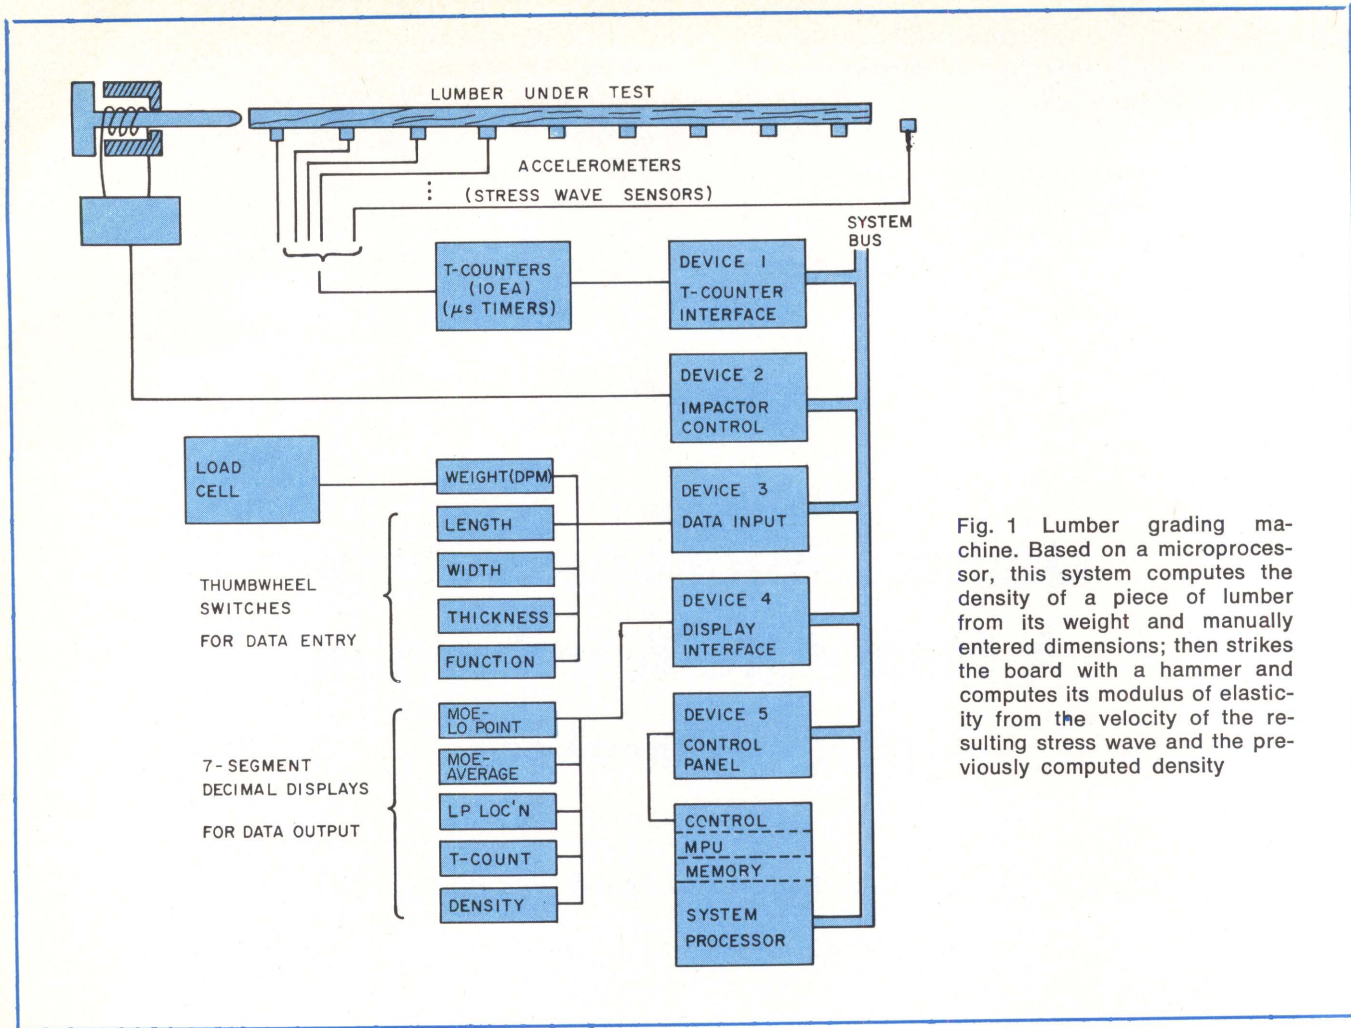 LUMBER UNDER TEST
ACCELEROMETERS
(STRESS WAVE SENSORS)
SYSTEM
BUS
T-COUNTERS
(10 EA)
(μs TIMERS)
DEVICE 1
T-COUNTER
INTERFACE
DEVICE 2
IMPACTOR
CONTROL
LOAD
CELL
WEIGHT(DPM)
LENGTH
WIDTH
THICKNESS
FUNCTION
THUMBWHEEL
SWITCHES
FOR DATA ENTRY
DEVICE 3
DATA INPUT
DEVICE 4
DISPLAY
INTERFACE
MOE-
LO POINT
MOE-
AVERAGE
LP LOC'N
T-COUNT
DENSITY
7-SEGMENT
DECIMAL DISPLAYS
FOR DATA OUTPUT
DEVICE 5
CONTROL
PANEL
CONTROL
MPU
MEMORY
SYSTEM
PROCESSOR
Fig. 1 Lumber grading ma-
chine. Based on a microproces-
sor, this system computes the
density of a piece of lumber
from its weight and manually
entered dimensions; then strikes
the board with a hammer and
computes its modulus of elastic-
ity from the velocity of the re-
sulting stress wave and the pre-
viously computed density